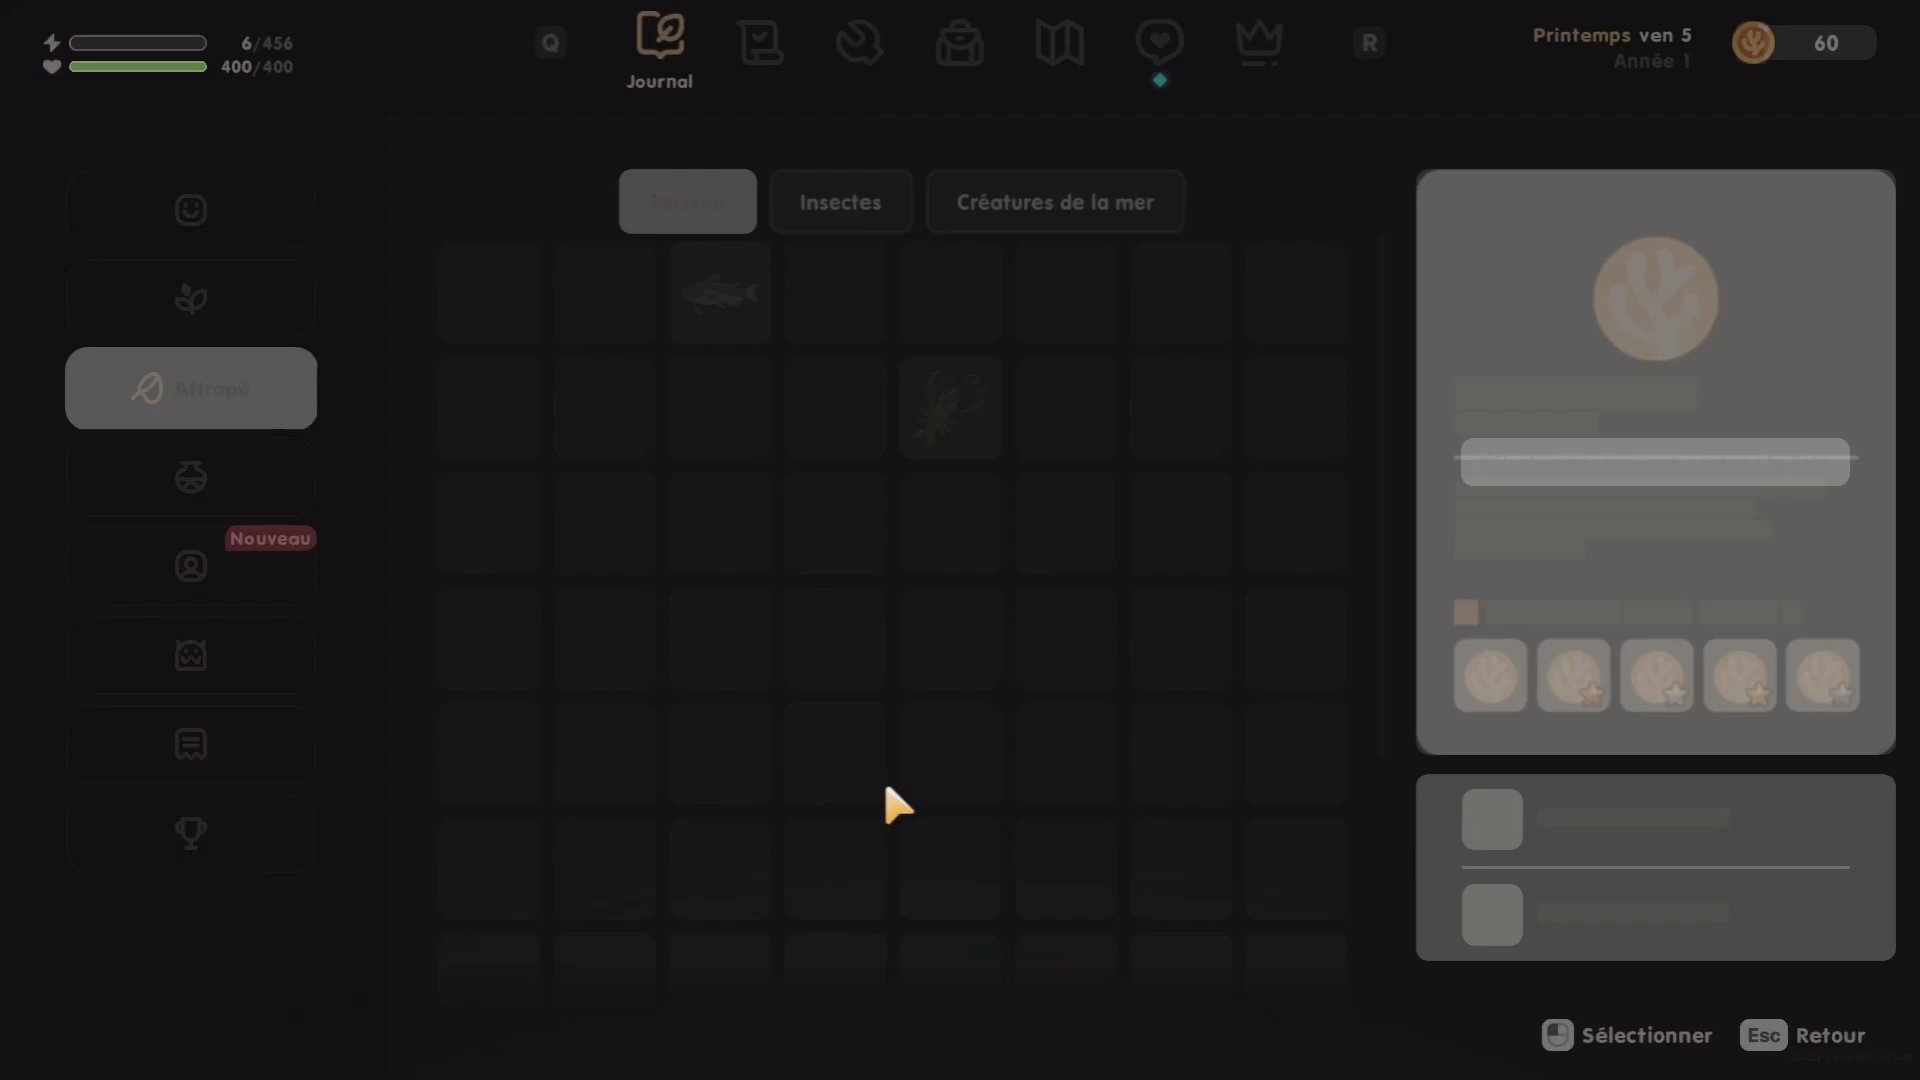 6/456
400/400
Q
Journal
R
Printemps ven 5
Année 1
60
Insectes
Créatures de la mer
Attrapé
Nouveau
Sélectionner
Esc Retour